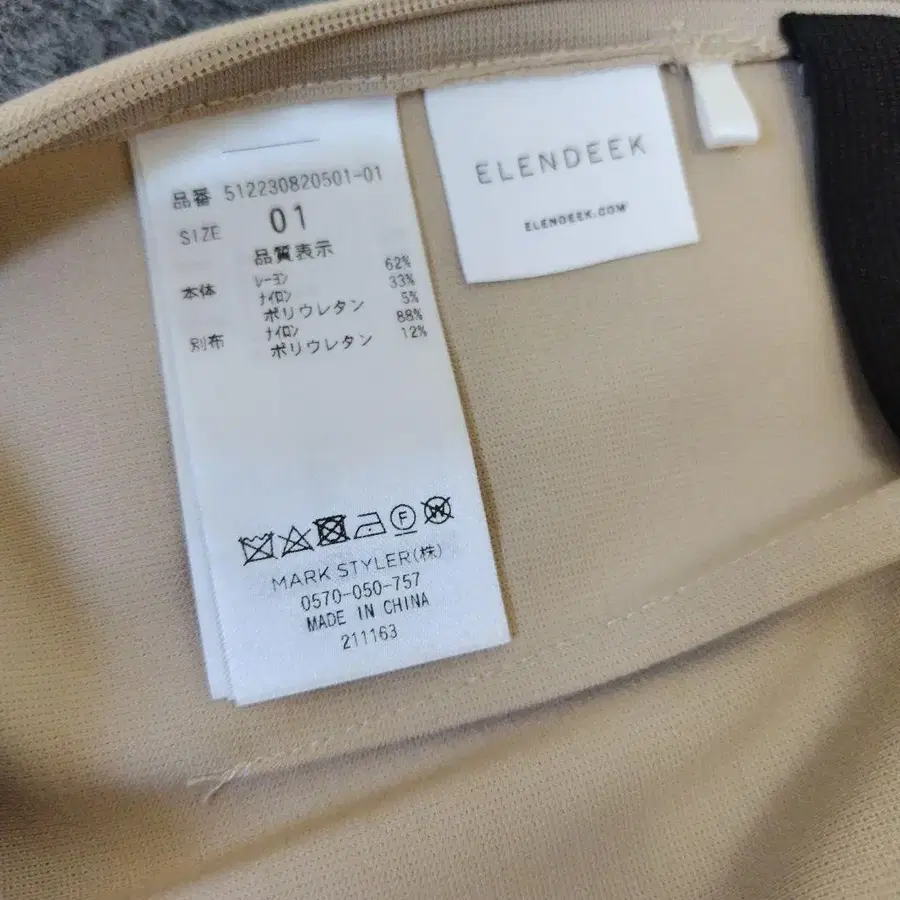 品番 512230820501-01
SIZE 01
品質表示
本体 レーヨン 62%
ナイロン 33%
ポリウレタン 5%
別布 ナイロン 88%
ポリウレタン 12%
MARK STYLER(株)
0570-050-757
MADE IN CHINA
211163
ELENDEEK
ELENDEEK.COM